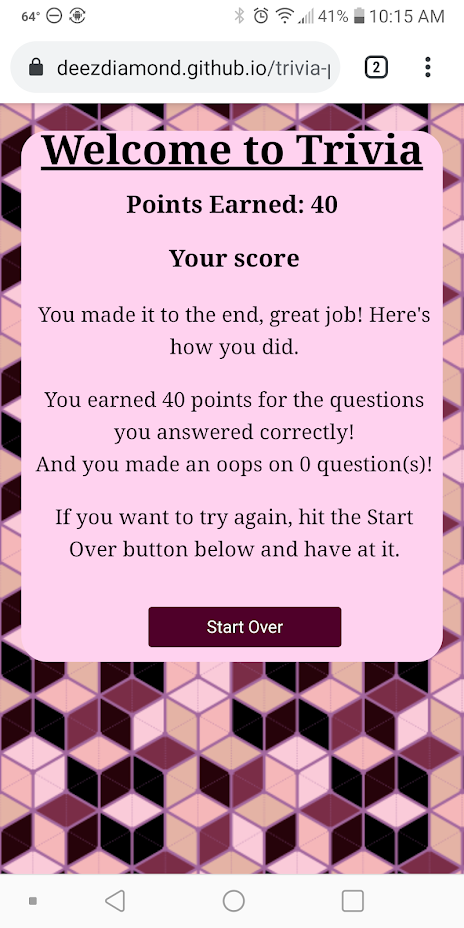 64° 41% 10:15 AM
deezdiamond.github.io/trivia-p 2
Welcome to Trivia
Points Earned: 40
Your score
You made it to the end, great job! Here's
how you did.
You earned 40 points for the questions
you answered correctly!
And you made an oops on 0 question(s)!
If you want to try again, hit the Start
Over button below and have at it.
Start Over